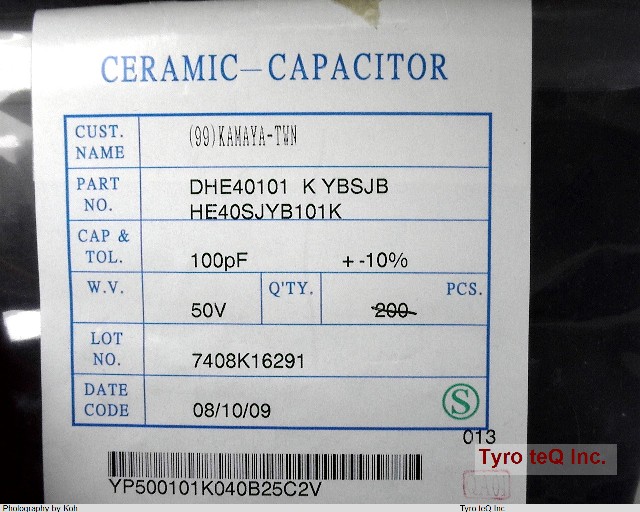 CERAMIC-CAPACITOR
CUST. NAME
(99)KAMAYA-TWN
PART NO.
DHE40101 K YBSJB
HE40SJYB101K
CAP & TOL.
100pF +-10%
W.V.
50V
Q'TY.
200
PCS.
LOT NO.
7408K16291
DATE CODE
08/10/09
S
013
Tyro teQ Inc.
YP500101K040B25C2V
Photography by Koh
Tyro teQ Inc